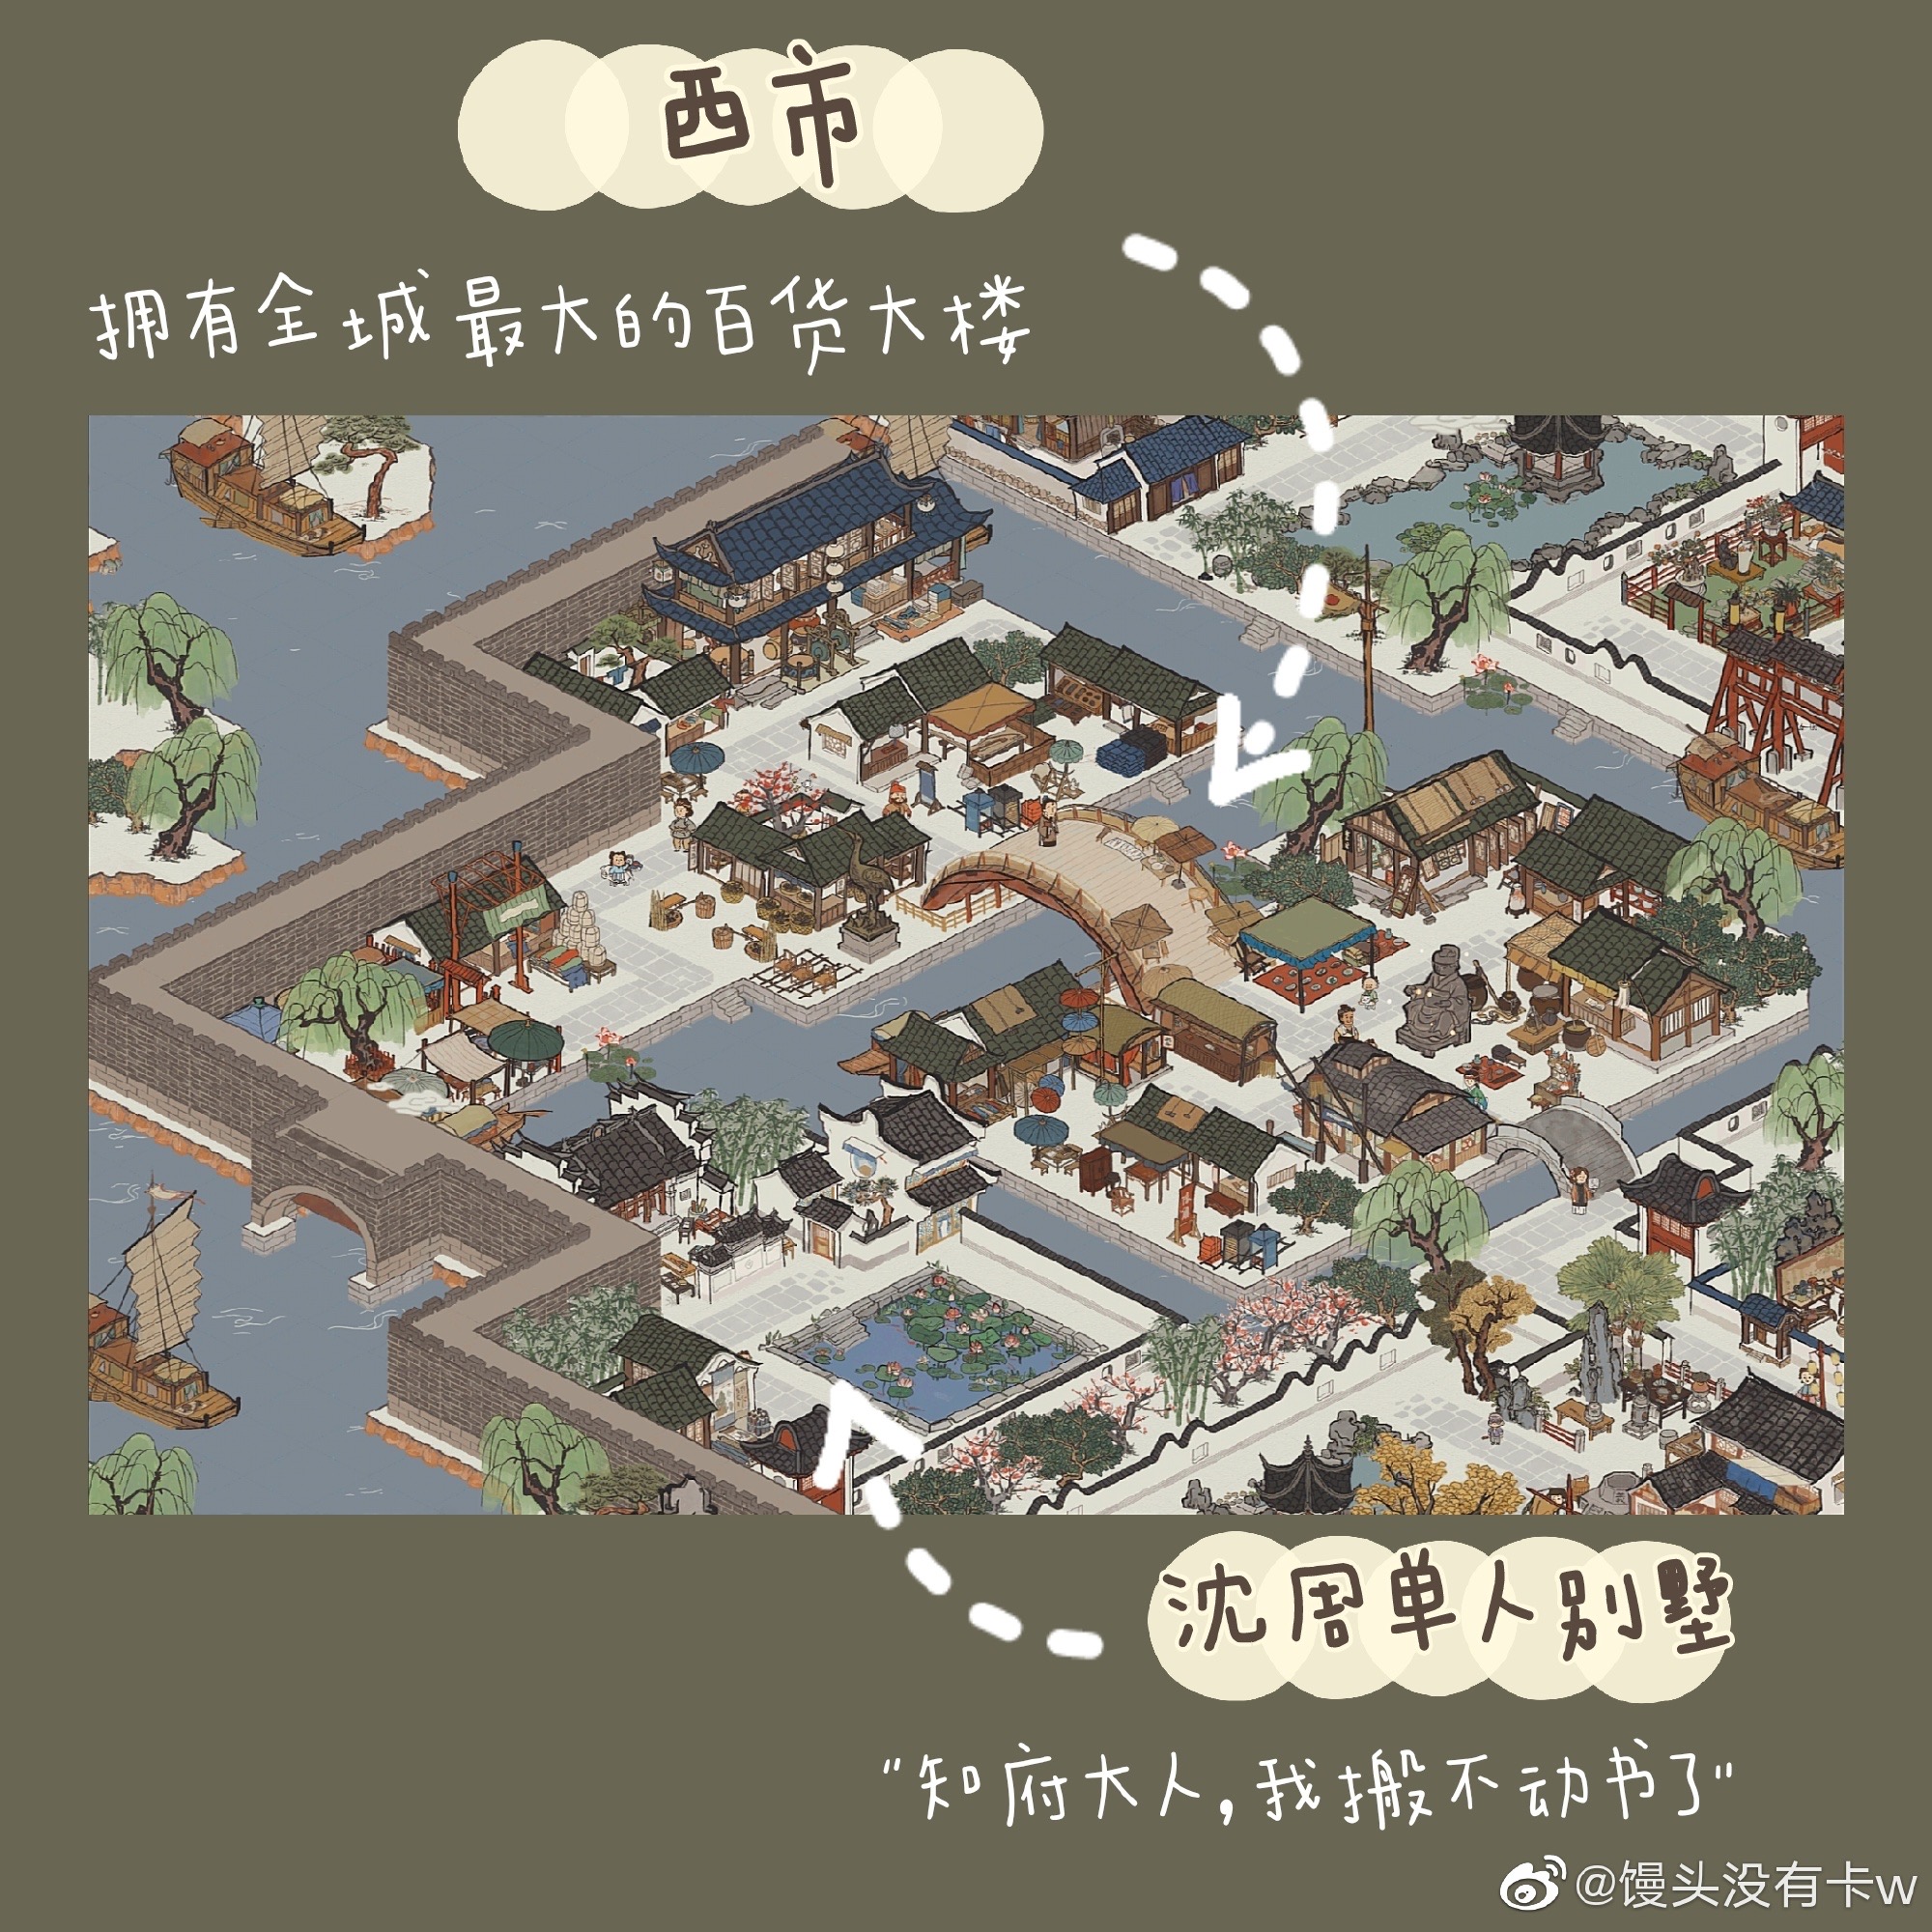 西市
拥有全城最大的百货大楼
沈周单人别墅
"知府大人,我搬不动书了"
@馒头没有卡w